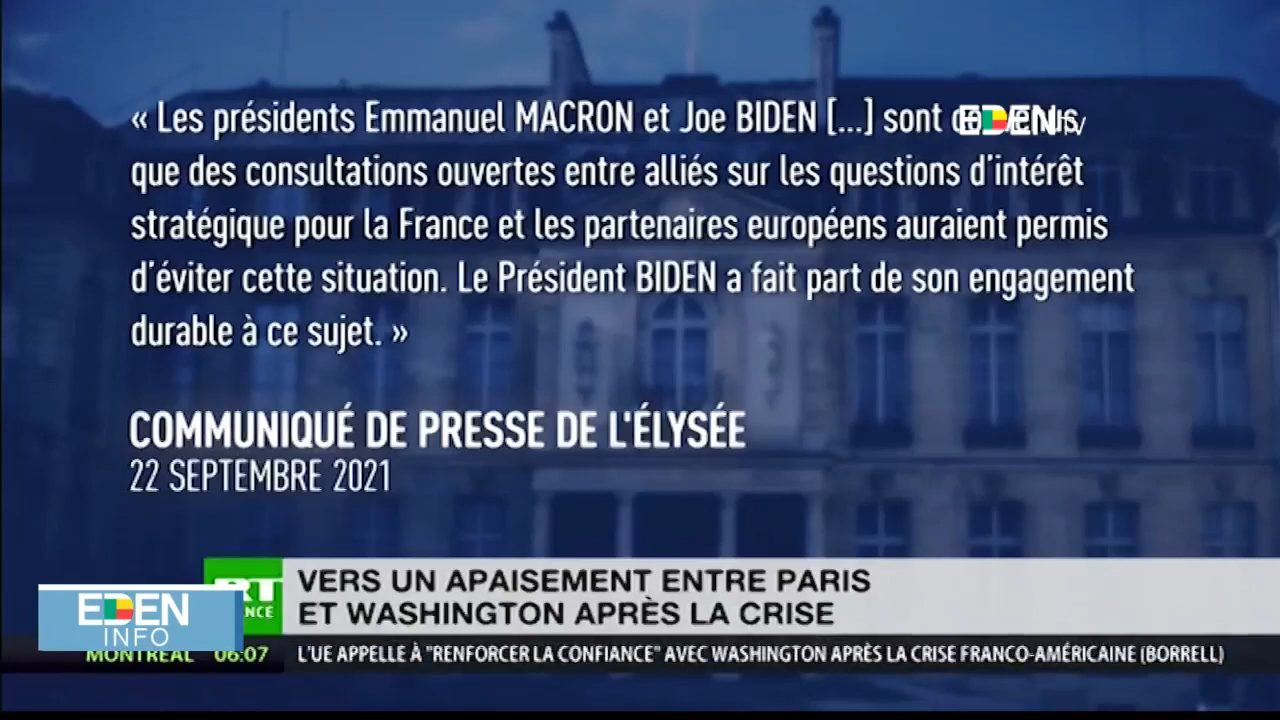 « Les présidents Emmanuel MACRON et Joe BIDEN [...] sont
EDEN TV
que des consultations ouvertes entre alliés sur les questions d'intérêt
stratégique pour la France et les partenaires européens auraient permis
d'éviter cette situation. Le Président BIDEN a fait part de son engagement
durable à ce sujet. »
COMMUNIQUÉ DE PRESSE DE L'ÉLYSÉE
22 SEPTEMBRE 2021
RT
VERS UN APAISEMENT ENTRE PARIS
ET WASHINGTON APRÈS LA CRISE
EDEN
INFO
MONTRÉAL 06:07 L'UE APPELLE À "RENFORCER LA CONFIANCE" AVEC WASHINGTON APRÈS LA CRISE FRANCO-AMÉRICAINE (BORRELL)